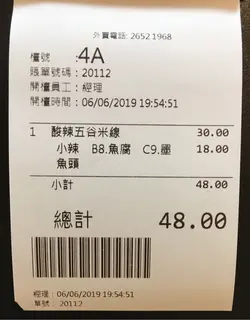 外賣電話: 2652 1968
檯號 :4A
賬單號碼:20112
開檯員工:經理
開檯時間:06/06/2019 19:54:51
1 酸辣五谷米線 30.00
小辣 B8.魚腐 C9.墨 18.00
魚頭
小計 48.00
總計 48.00
經理:06/06/2019 19:54:51
單號: 20112